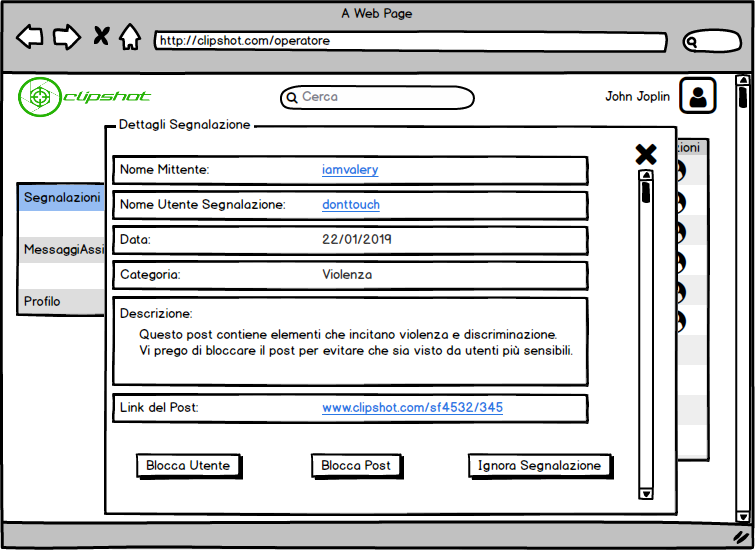 A Web Page
http://clipshot.com/operatore
clipshot
Cerca
John Joplin
Dettagli Segnalazione
Nome Mittente: iamvalery
Segnalazioni
Nome Utente Segnalazione: donttouch
Data: 22/01/2019
Categoria: Violenza
Profilo
Descrizione:
Questo post contiene elementi che incitano violenza e discriminazione.
Vi prego di bloccare il post per evitare che sia visto da utenti più sensibili.
Link del Post: www.clipshot.com/sf4532/345
Blocca Utente
Blocca Post
Ignora Segnalazione